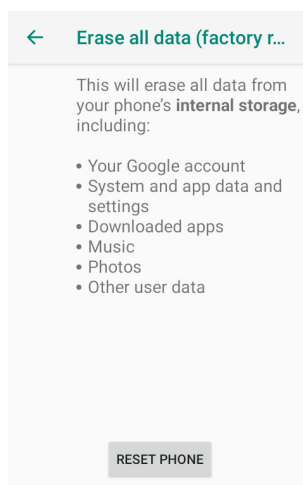 Erase all data (factory r...
This will erase all data from
your phone's internal storage,
including:
• Your Google account
• System and app data and
settings
• Downloaded apps
• Music
• Photos
• Other user data
RESET PHONE